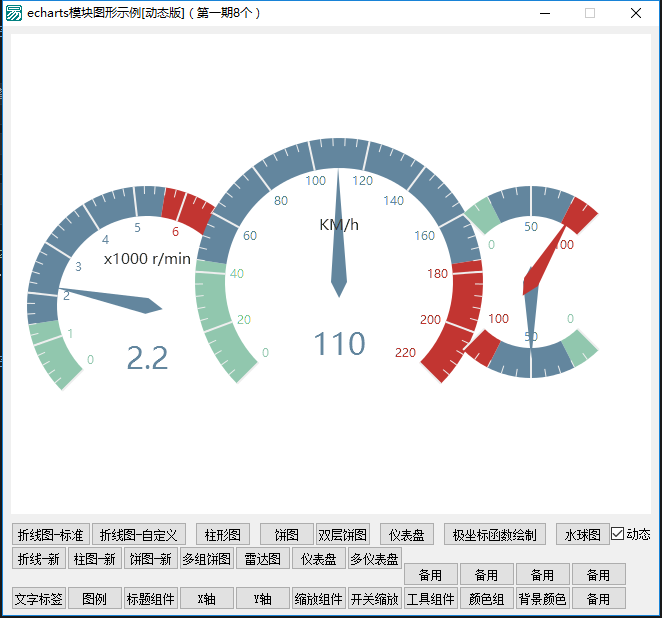 echarts模块图形示例[动态版]（第一期8个）
0 1 2 3 4 5 6
x1000 r/min
2.2
0 20 40 60 80 100 120 140 160 180 200 220
KM/h
110
0 50 100
0 50 100
折线图-标准 折线图-自定义 柱形图 饼图 双层饼图 仪表盘 极坐标函数绘制 水球图 动态
折线-新 柱图-新 饼图-新 多组饼图 雷达图 仪表盘 多仪表盘
备用 备用 备用 备用
文字标签 图例 标题组件 X轴 Y轴 缩放组件 开关缩放 工具组件 颜色组 背景颜色 备用